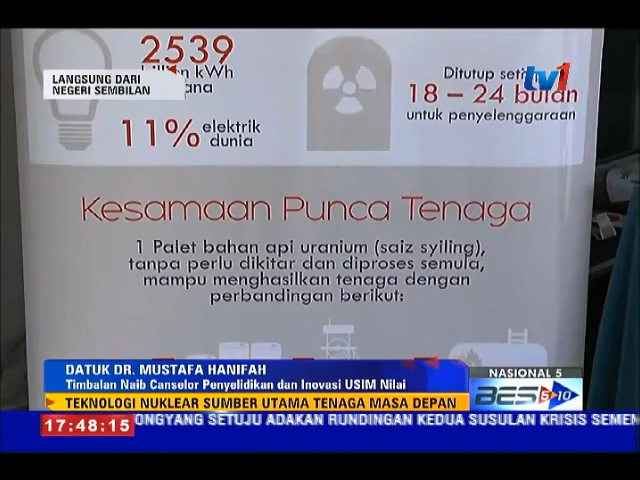 2539
kWh
LANGSUNG DARI
NEGERI SEMBILAN
11% elektrik
dunia
tv1
Ditutup
18 – 24 bulan
untuk penyelenggaraan
Kesamaan Punca Tenaga
1 Palet bahan api uranium (saiz syiling),
tanpa perlu dikitar dan diproses semula,
mampu menghasilkan tenaga dengan
perbandingan berikut:
DATUK DR. MUSTAFA HANIFAH
Timbalan Naib Canselor Penyelidikan dan Inovasi USIM Nilai
TEKNOLOGI NUKLEAR SUMBER UTAMA TENAGA MASA DEPAN
NASIONAL 5
BES 5 10
17:48:15
ONGYANG SETUJU ADAKAN RUNDINGAN KEDUA SUSULAN KRISIS SEMEN